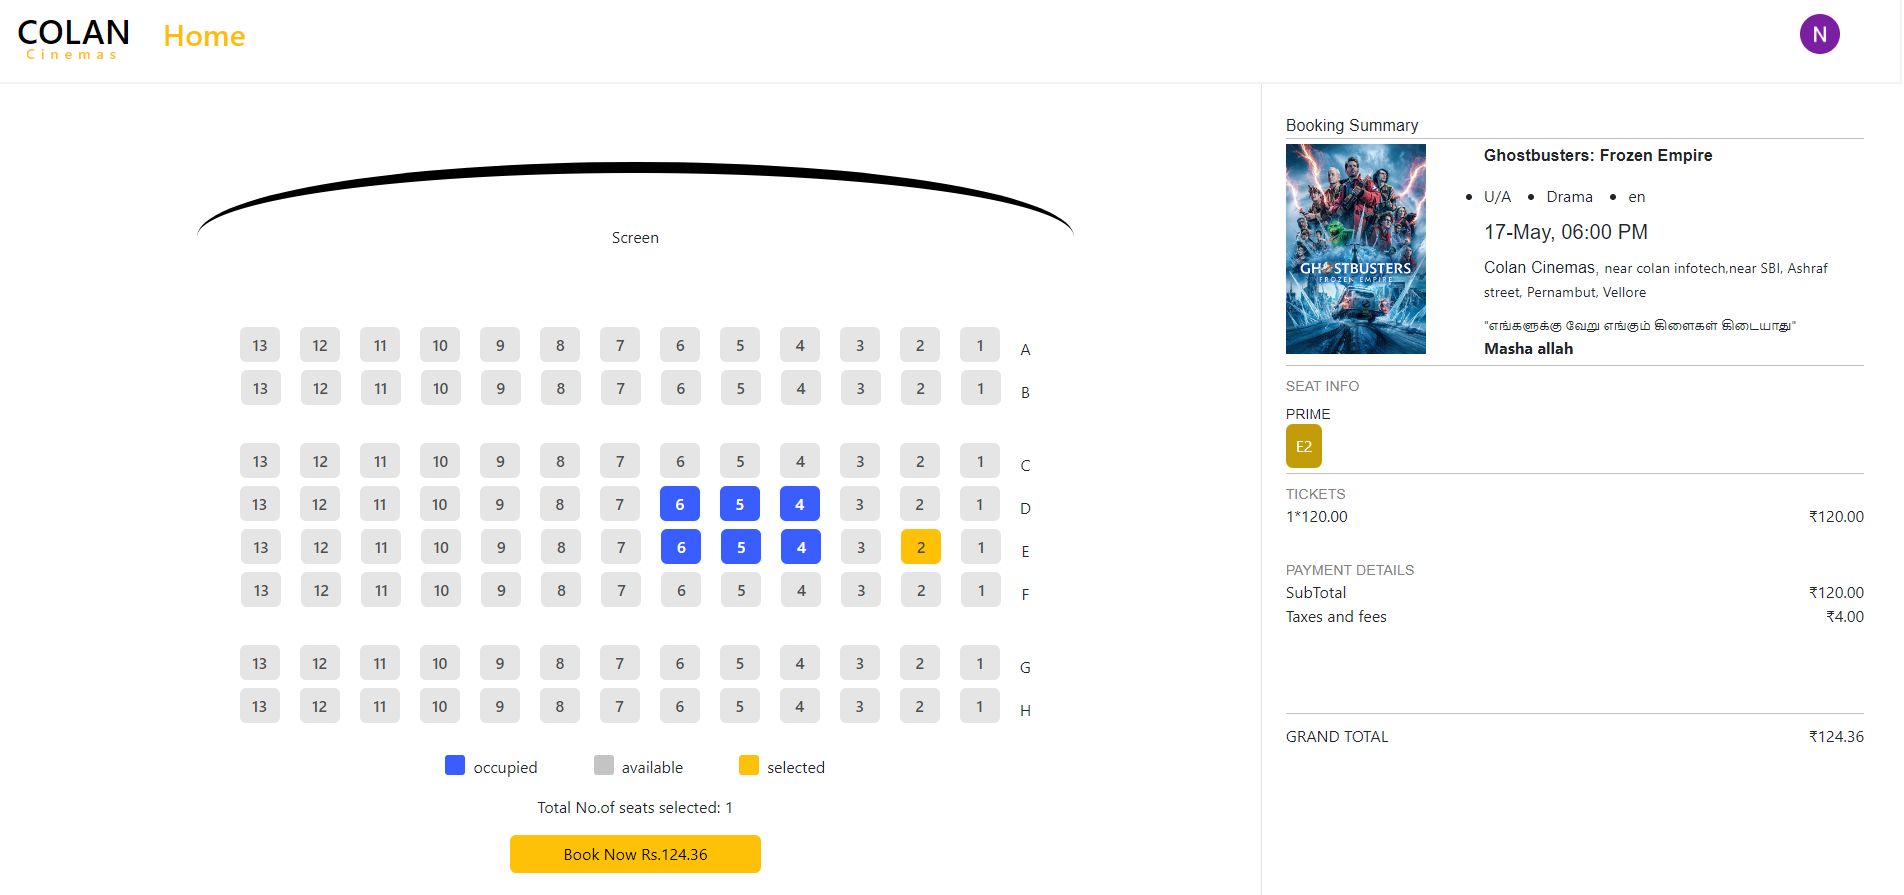 COLAN
Cinemas
Home
N
Screen
13 12 11 10 9 8 7 6 5 4 3 2 1 A
13 12 11 10 9 8 7 6 5 4 3 2 1 B
13 12 11 10 9 8 7 6 5 4 3 2 1 C
13 12 11 10 9 8 7 6 5 4 3 2 1 D
13 12 11 10 9 8 7 6 5 4 3 2 1 E
13 12 11 10 9 8 7 6 5 4 3 2 1 F
13 12 11 10 9 8 7 6 5 4 3 2 1 G
13 12 11 10 9 8 7 6 5 4 3 2 1 H
occupied available selected
Total No.of seats selected: 1
Book Now Rs.124.36
Booking Summary
GHOSTBUSTERS
FROZEN EMPIRE
Ghostbusters: Frozen Empire
• U/A • Drama • en
17-May, 06:00 PM
Colan Cinemas, near colan infotech,near SBI, Ashraf
street, Pernambut, Vellore
"எங்களுக்கு வேறு எங்கும் கிளைகள் கிடையாது"
Masha allah
SEAT INFO
PRIME
E2
TICKETS
1*120.00 ₹120.00
PAYMENT DETAILS
SubTotal ₹120.00
Taxes and fees ₹4.00
GRAND TOTAL ₹124.36